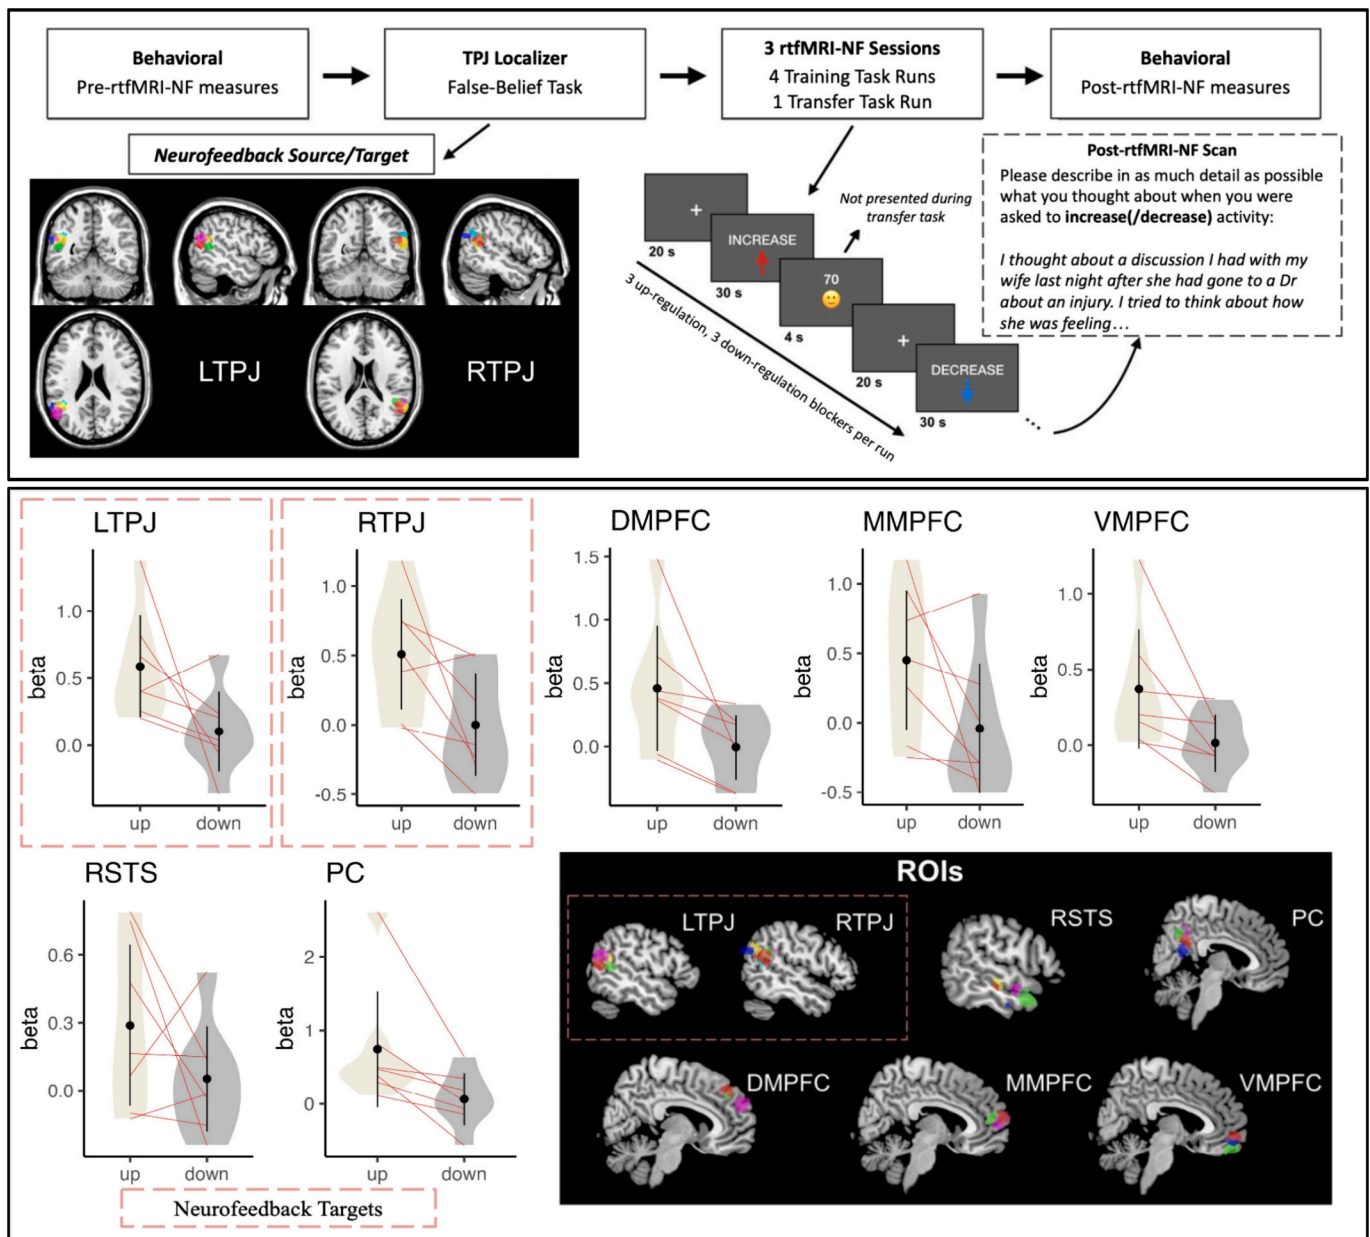 Behavioral
Pre-rtfMRI-NF measures
TPJ Localizer
False-Belief Task
3 rtfMRI-NF Sessions
4 Training Task Runs
1 Transfer Task Run
Behavioral
Post-rtfMRI-NF measures
Neurofeedback Source/Target
LTPJ
RTPJ
+
20 s
INCREASE
30 s
70
4 s
+
20 s
DECREASE
30 s
...
Not presented during
transfer task
3 up-regulation, 3 down-regulation blockers per run
Post-rtfMRI-NF Scan
Please describe in as much detail as possible
what you thought about when you were
asked to increase(/decrease) activity:
I thought about a discussion I had with my
wife last night after she had gone to a Dr
about an injury. I tried to think about how
she was feeling…
LTPJ
beta
1.0
0.5
0.0
up down
RTPJ
beta
1.0
0.5
0.0
-0.5
up down
DMPFC
beta
1.5
1.0
0.5
0.0
up down
MMPFC
beta
1.0
0.5
0.0
-0.5
up down
VMPFC
beta
1.0
0.5
0.0
up down
RSTS
beta
0.6
0.3
0.0
up down
PC
beta
2
1
0
up down
Neurofeedback Targets
ROIs
LTPJ
RTPJ
RSTS
PC
DMPFC
MMPFC
VMPFC